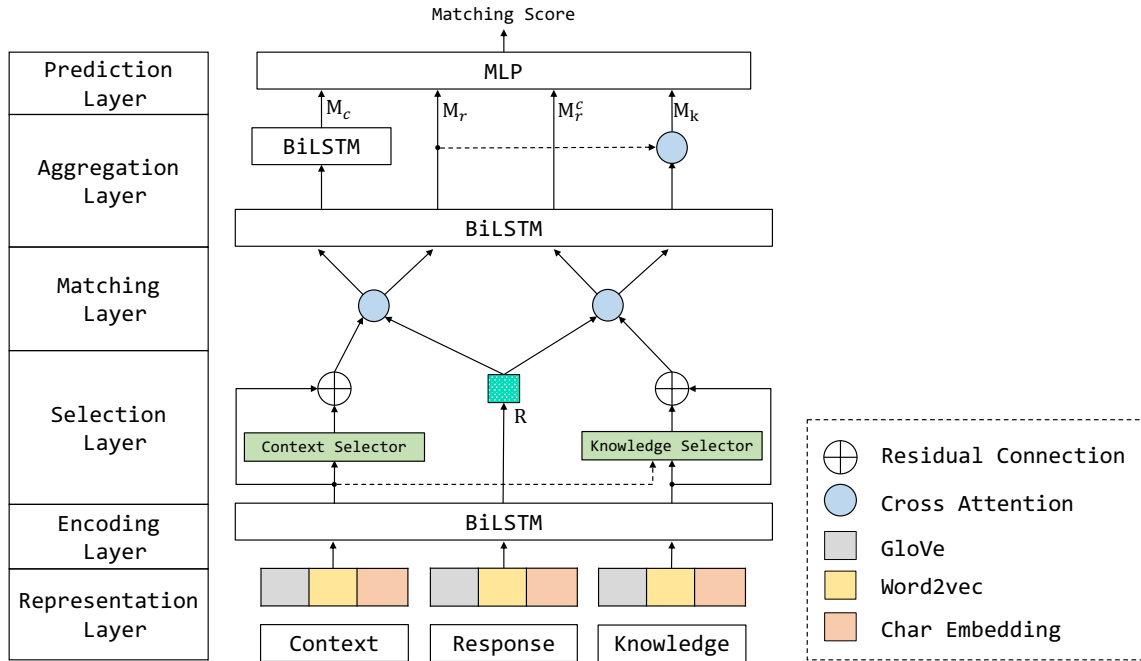 Matching Score
Prediction
Layer
MLP
M_c
M_r
M_r^c
M_k
Aggregation
Layer
BiLSTM
BiLSTM
Matching
Layer
Selection
Layer
R
Context Selector
Knowledge Selector
Encoding
Layer
BiLSTM
Representation
Layer
Context
Response
Knowledge
Residual Connection
Cross Attention
GloVe
Word2vec
Char Embedding